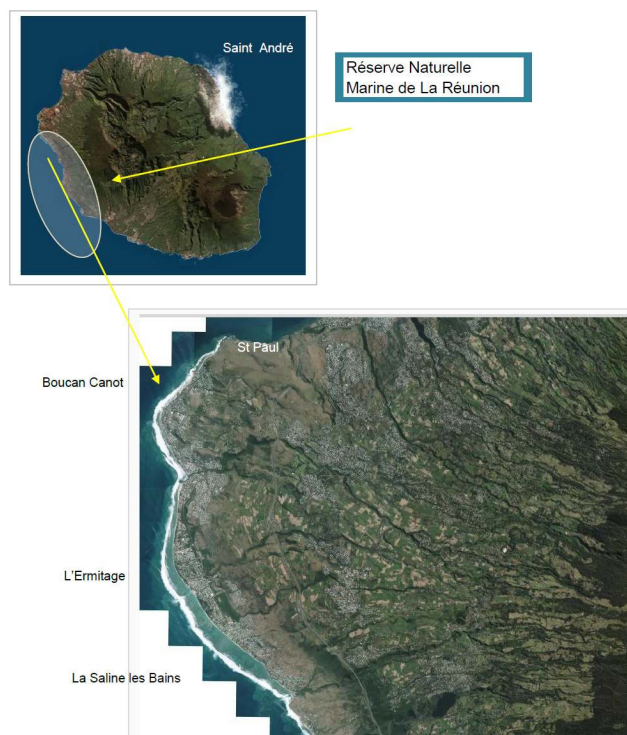 Saint André
Réserve Naturelle
Marine de La Réunion
St Paul
Boucan Canot
L'Ermitage
La Saline les Bains